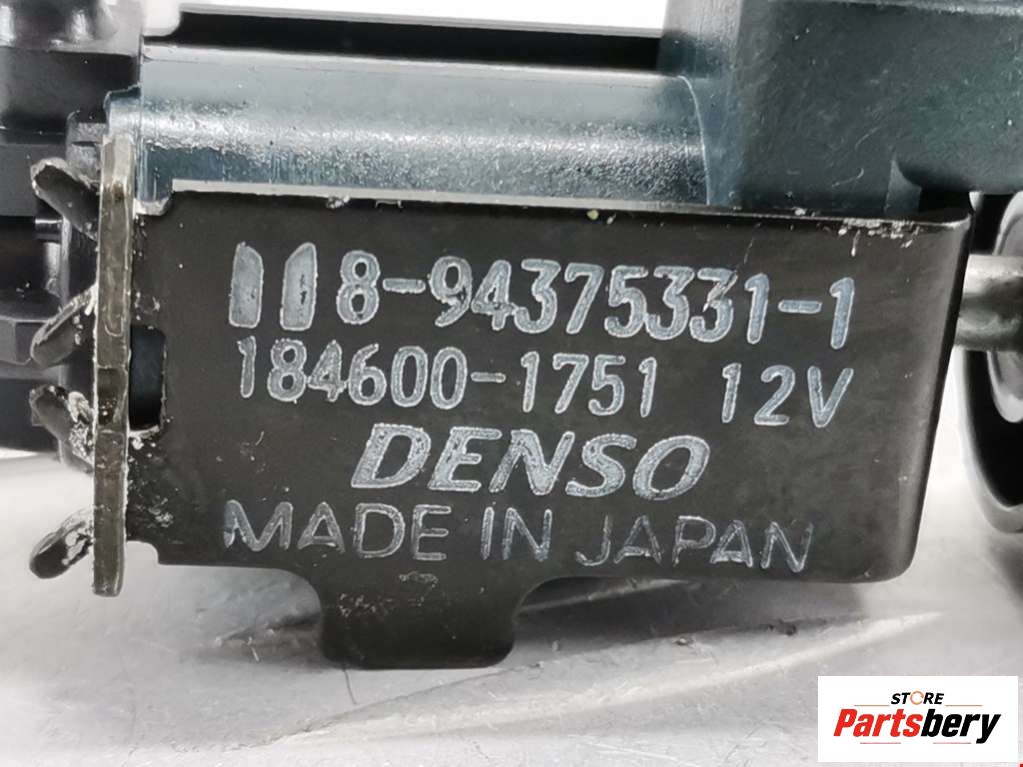 8-94375331-1
184600-1751 12V
DENSO
MADE IN JAPAN
STORE
Partsbery